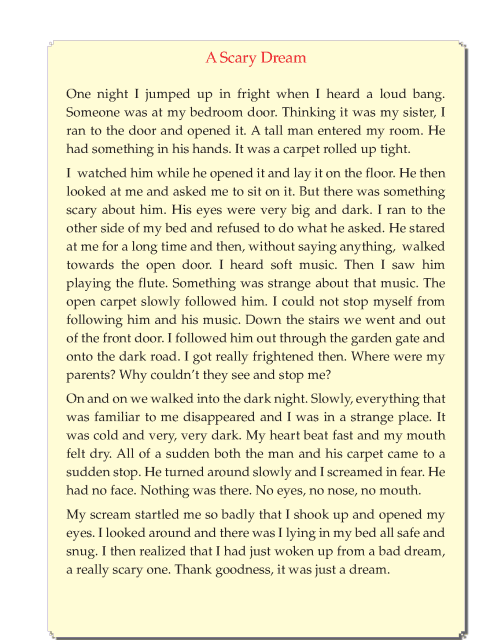 A Scary Dream
One night I jumped up in fright when I heard a loud bang.
Someone was at my bedroom door. Thinking it was my sister, I
ran to the door and opened it. A tall man entered my room. He
had something in his hands. It was a carpet rolled up tight.
I watched him while he opened it and lay it on the floor. He then
looked at me and asked me to sit on it. But there was something
scary about him. His eyes were very big and dark. I ran to the
other side of my bed and refused to do what he asked. He stared
at me for a long time and then, without saying anything, walked
towards the open door. I heard soft music. Then I saw him
playing the flute. Something was strange about that music. The
open carpet slowly followed him. I could not stop myself from
following him and his music. Down the stairs we went and out
of the front door. I followed him out through the garden gate and
onto the dark road. I got really frightened then. Where were my
parents? Why couldn't they see and stop me?
On and on we walked into the dark night. Slowly, everything that
was familiar to me disappeared and I was in a strange place. It
was cold and very, very dark. My heart beat fast and my mouth
felt dry. All of a sudden both the man and his carpet came to a
sudden stop. He turned around slowly and I screamed in fear. He
had no face. Nothing was there. No eyes, no nose, no mouth.
My scream startled me so badly that I shook up and opened my
eyes. I looked around and there was I lying in my bed all safe and
snug. I then realized that I had just woken up from a bad dream,
a really scary one. Thank goodness, it was just a dream.